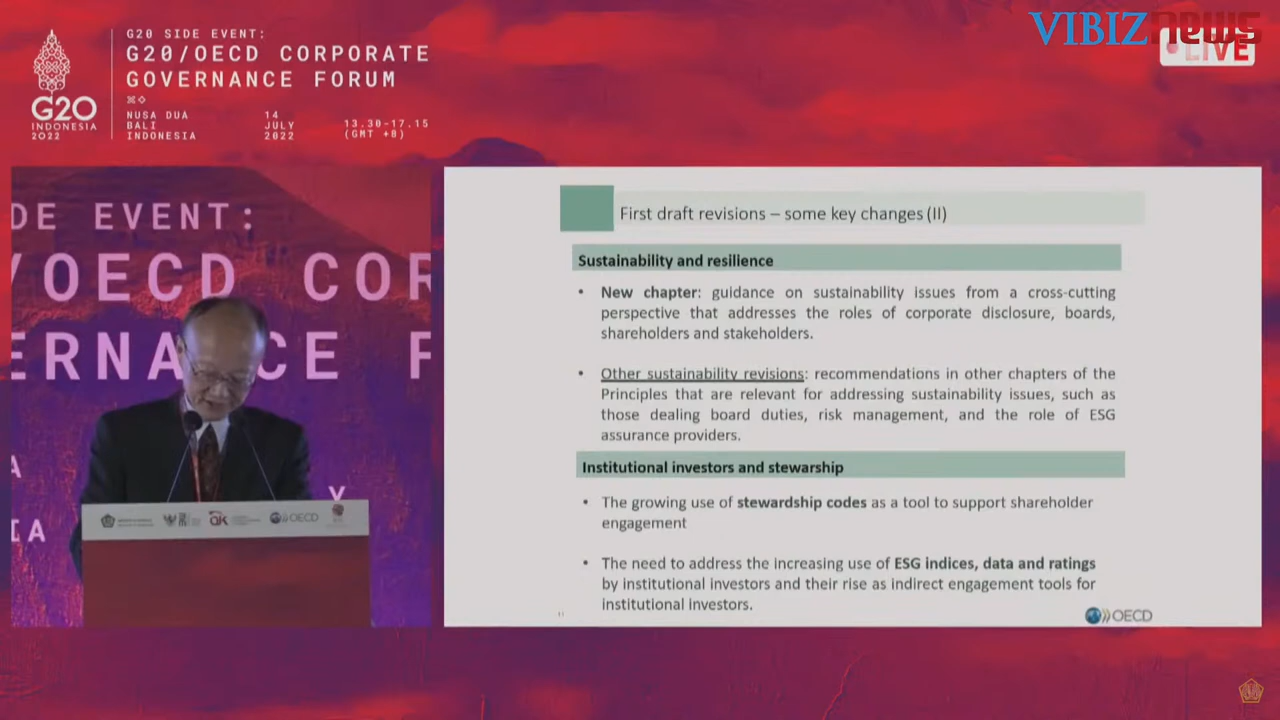 VIBIZnews
LIVE
G20 SIDE EVENT:
G20/OECD CORPORATE
GOVERNANCE FORUM
NUSA DUA
BALI
INDONESIA
14
JULY
2022
13.30-17.15
(GMT +8)
G20
INDONESIA
2022
DE EVENT:
/OECD COR
ERNANCE F
IA
OECD
First draft revisions – some key changes (II)
Sustainability and resilience
• New chapter: guidance on sustainability issues from a cross-cutting
perspective that addresses the roles of corporate disclosure, boards,
shareholders and stakeholders.
• Other sustainability revisions: recommendations in other chapters of the
Principles that are relevant for addressing sustainability issues, such as
those dealing board duties, risk management, and the role of ESG
assurance providers.
Institutional investors and stewarship
• The growing use of stewardship codes as a tool to support shareholder
engagement
• The need to address the increasing use of ESG indices, data and ratings
by institutional investors and their rise as indirect engagement tools for
institutional investors.
OECD